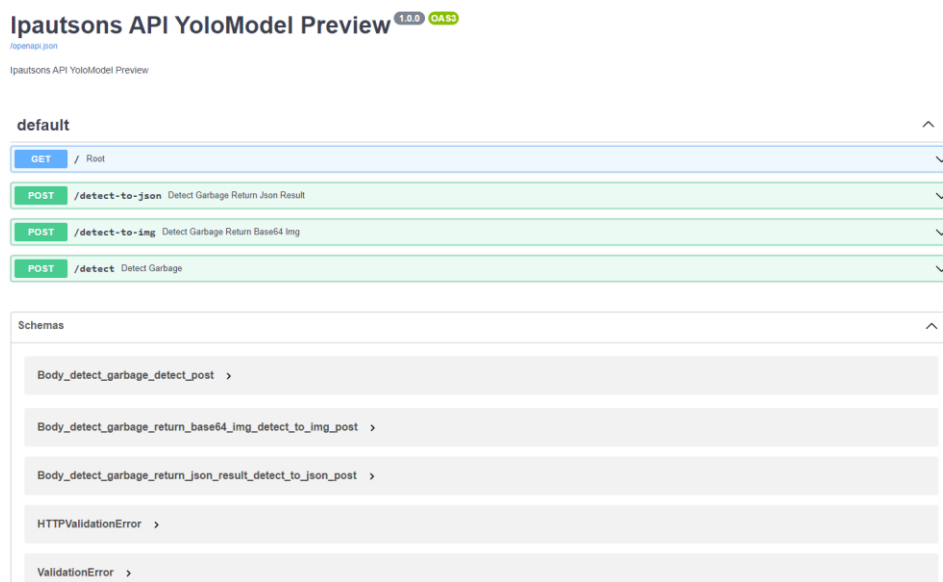 Ipautsons API YoloModel Preview 1.0.0 OAS3
/openapi.json
Ipautsons API YoloModel Preview
default
GET / Root
POST /detect-to-json Detect Garbage Return Json Result
POST /detect-to-img Detect Garbage Return Base64 Img
POST /detect Detect Garbage
Schemas
Body_detect_garbage_detect_post
Body_detect_garbage_return_base64_img_detect_to_img_post
Body_detect_garbage_return_json_result_detect_to_json_post
HTTPValidationError
ValidationError